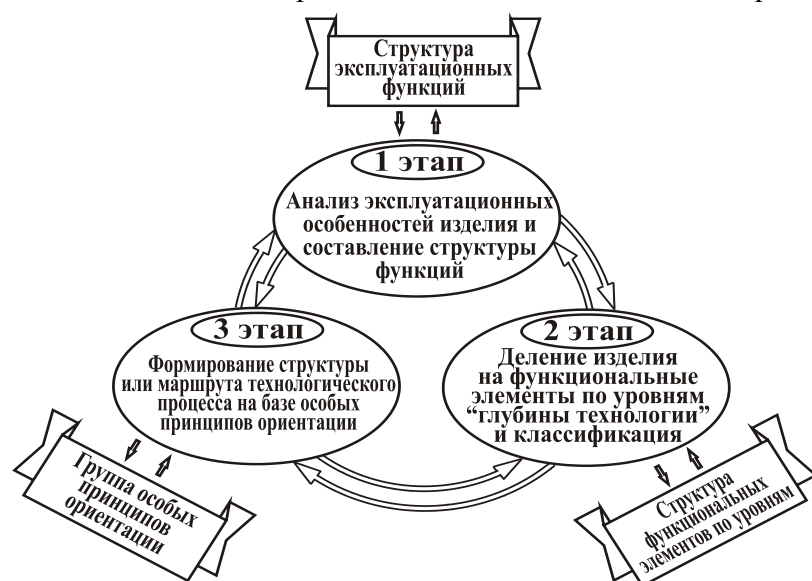 Структура
эксплуатационных
функций
1 этап
Анализ эксплуатационных
особенностей изделия и
составление структуры
функций
3 этап
Формирование структуры
или маршрута технологического
процесса на базе особых
принципов ориентации
2 этап
Деление изделия
на функциональные
элементы по уровням
“глубины технологии”
и классификация
Группа особых
принципов
ориентации
Структура
функциональных
элементов по уровням